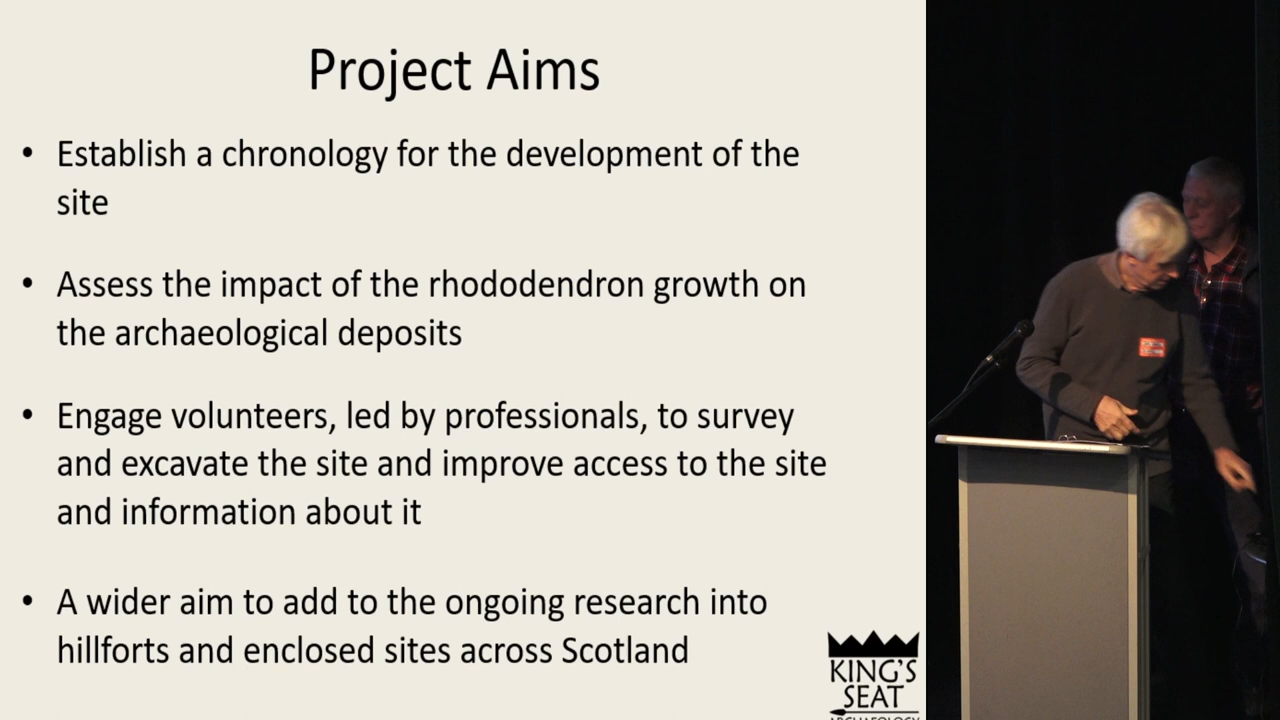 Project Aims
• Establish a chronology for the development of the
site
• Assess the impact of the rhododendron growth on
the archaeological deposits
• Engage volunteers, led by professionals, to survey
and excavate the site and improve access to the site
and information about it
• A wider aim to add to the ongoing research into
hillforts and enclosed sites across Scotland
KING'S
SEAT
ARCHAEOLOGY